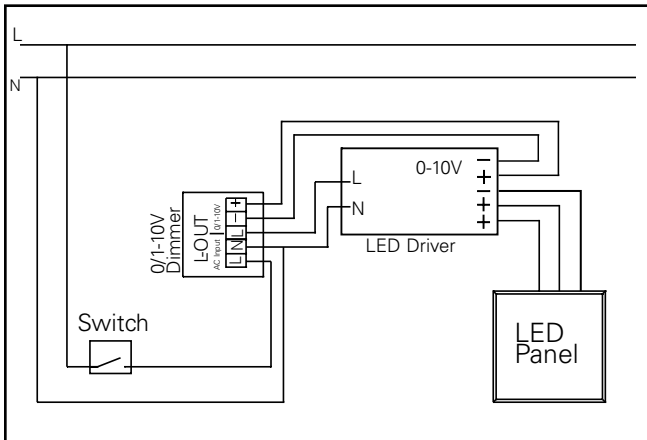 L
N
0-10V
−
+
−
+
+
L
N
LED Driver
0/1-10V
Dimmer
L-OUT
AC Input
0/1-10V
L
N
L
−
+
Switch
LED
Panel